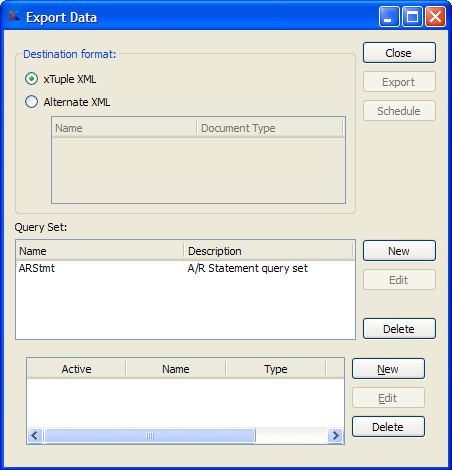 Export Data
Destination format:
Close
xTuple XML
Export
Alternate XML
Schedule
Name Document Type
Query Set:
Name Description
New
ARStmt A/R Statement query set
Edit
Delete
Active Name Type
New
Edit
Delete